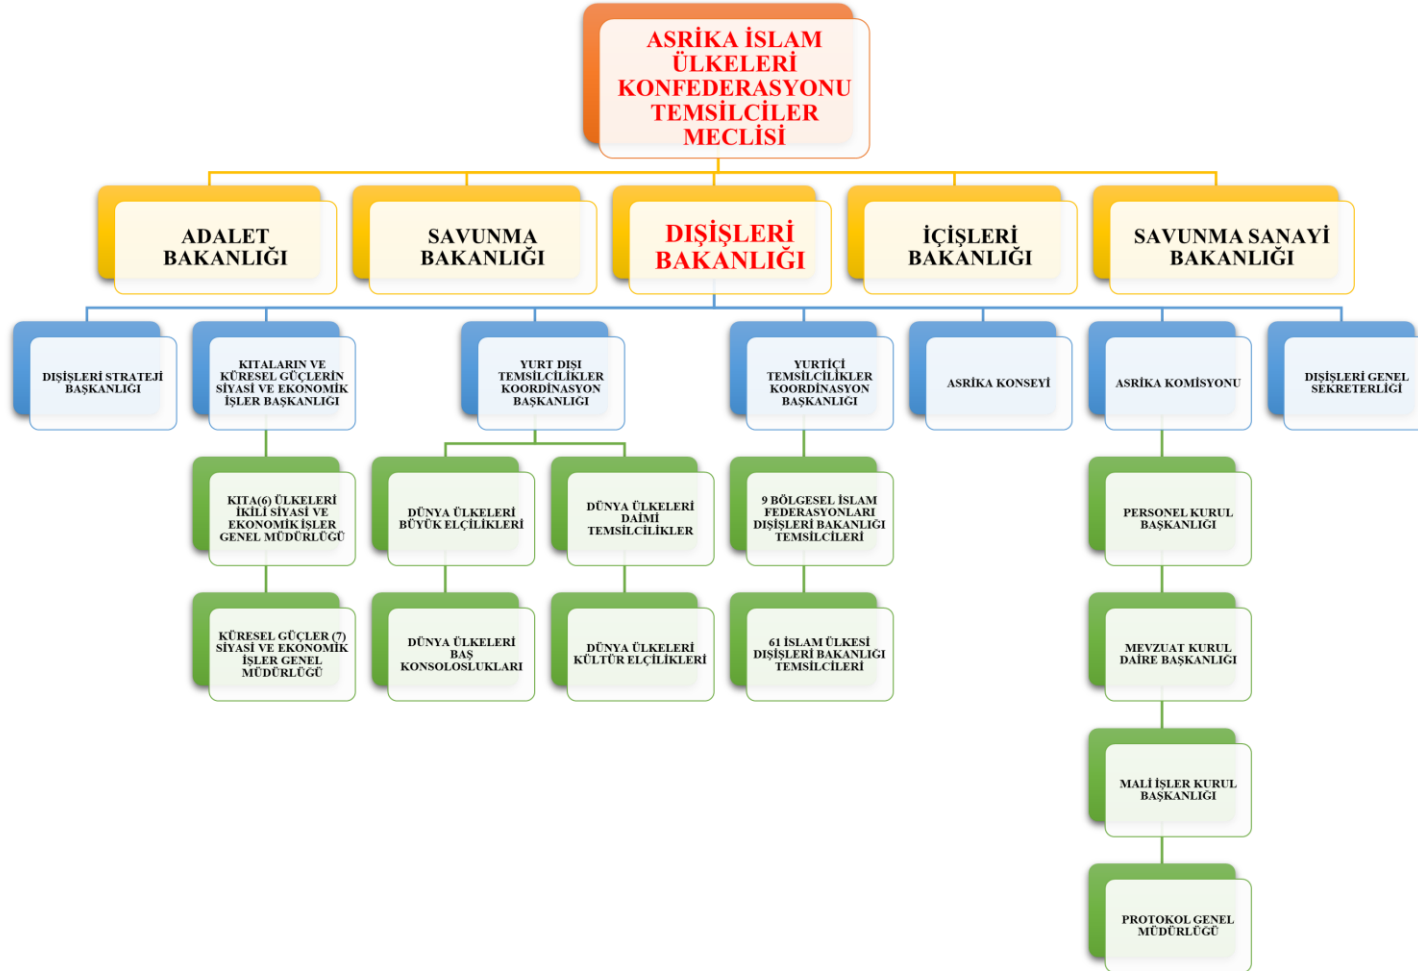 ASRİKA İSLAM
ÜLKELERİ
KONFEDERASYONU
TEMSİLCİLER
MECLİSİ
ADALET
BAKANLIĞI
SAVUNMA
BAKANLIĞI
DIŞİŞLERİ
BAKANLIĞI
İÇİŞLERİ
BAKANLIĞI
SAVUNMA SANAYİ
BAKANLIĞI
DIŞİŞLERİ STRATEJİ
BAŞKANLIĞI
KITALARIN VE
KÜRESEL GÜÇLERİN
SİYASİ VE EKONOMİK
İŞLER BAŞKANLIĞI
YURT DIŞI
TEMSİLCİLİKLER
KOORDİNASYON
BAŞKANLIĞI
YURTİÇİ
TEMSİLCİLİKLER
KOORDİNASYON
BAŞKANLIĞI
ASRİKA KONSEYİ
ASRİKA KOMİSYONU
DIŞİŞLERİ GENEL
SEKRETERLİĞİ
KITA(6) ÜLKELERİ
İKİLİ SİYASİ VE
EKONOMİK İŞLER
GENEL MÜDÜRLÜĞÜ
DÜNYA ÜLKELERİ
BÜYÜK ELÇİLİKLERİ
DÜNYA ÜLKELERİ
DAİMİ
TEMSİLCİLİKLER
9 BÖLGESEL İSLAM
FEDERASYONLARI
DIŞİŞLERİ BAKANLIĞI
TEMSİLCİLERİ
PERSONEL KURUL
BAŞKANLIĞI
KÜRESEL GÜÇLER (7)
SİYASİ VE EKONOMİK
İŞLER GENEL
MÜDÜRLÜĞÜ
DÜNYA ÜLKELERİ
BAŞ
KONSOLOSLUKLARI
DÜNYA ÜLKELERİ
KÜLTÜR ELÇİLİKLERİ
61 İSLAM ÜLKESİ
DIŞİŞLERİ BAKANLIĞI
TEMSİLCİLERİ
MEVZUAT KURUL
DAİRE BAŞKANLIĞI
MALİ İŞLER KURUL
BAŞKANLIĞI
PROTOKOL GENEL
MÜDÜRLÜĞÜ